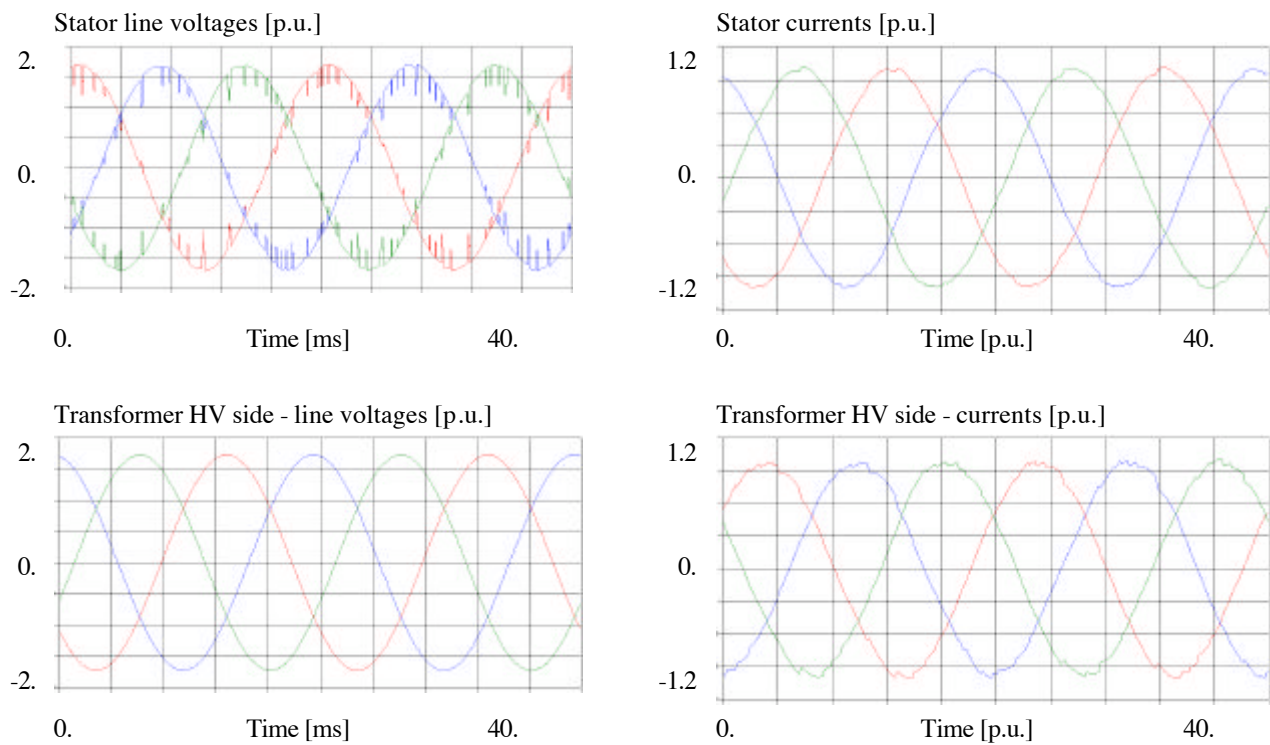 Stator line voltages [p.u.]
2.
0.
-2.
0. Time [ms] 40.
Stator currents [p.u.]
1.2
0.
-1.2
0. Time [p.u.] 40.
Transformer HV side - line voltages [p.u.]
2.
0.
-2.
0. Time [ms] 40.
Transformer HV side - currents [p.u.]
1.2
0.
-1.2
0. Time [p.u.] 40.